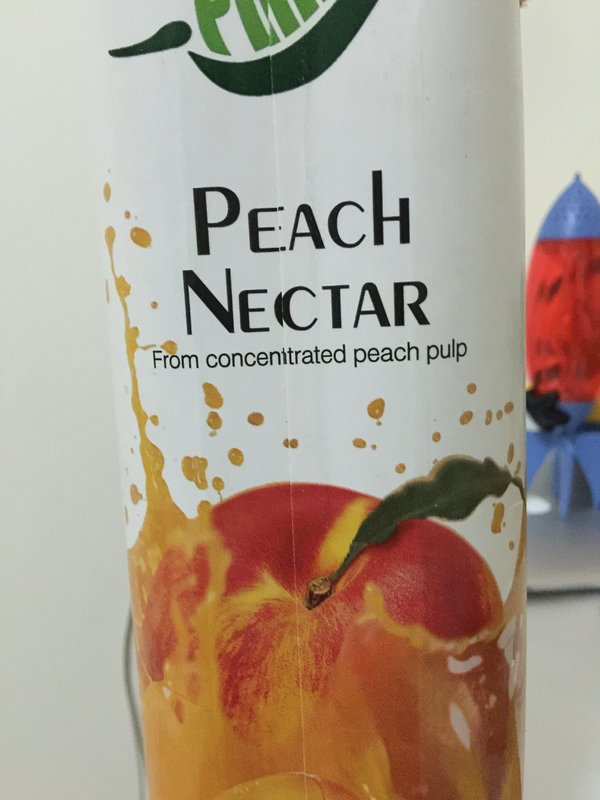 Peach
Nectar
From concentrated peach pulp